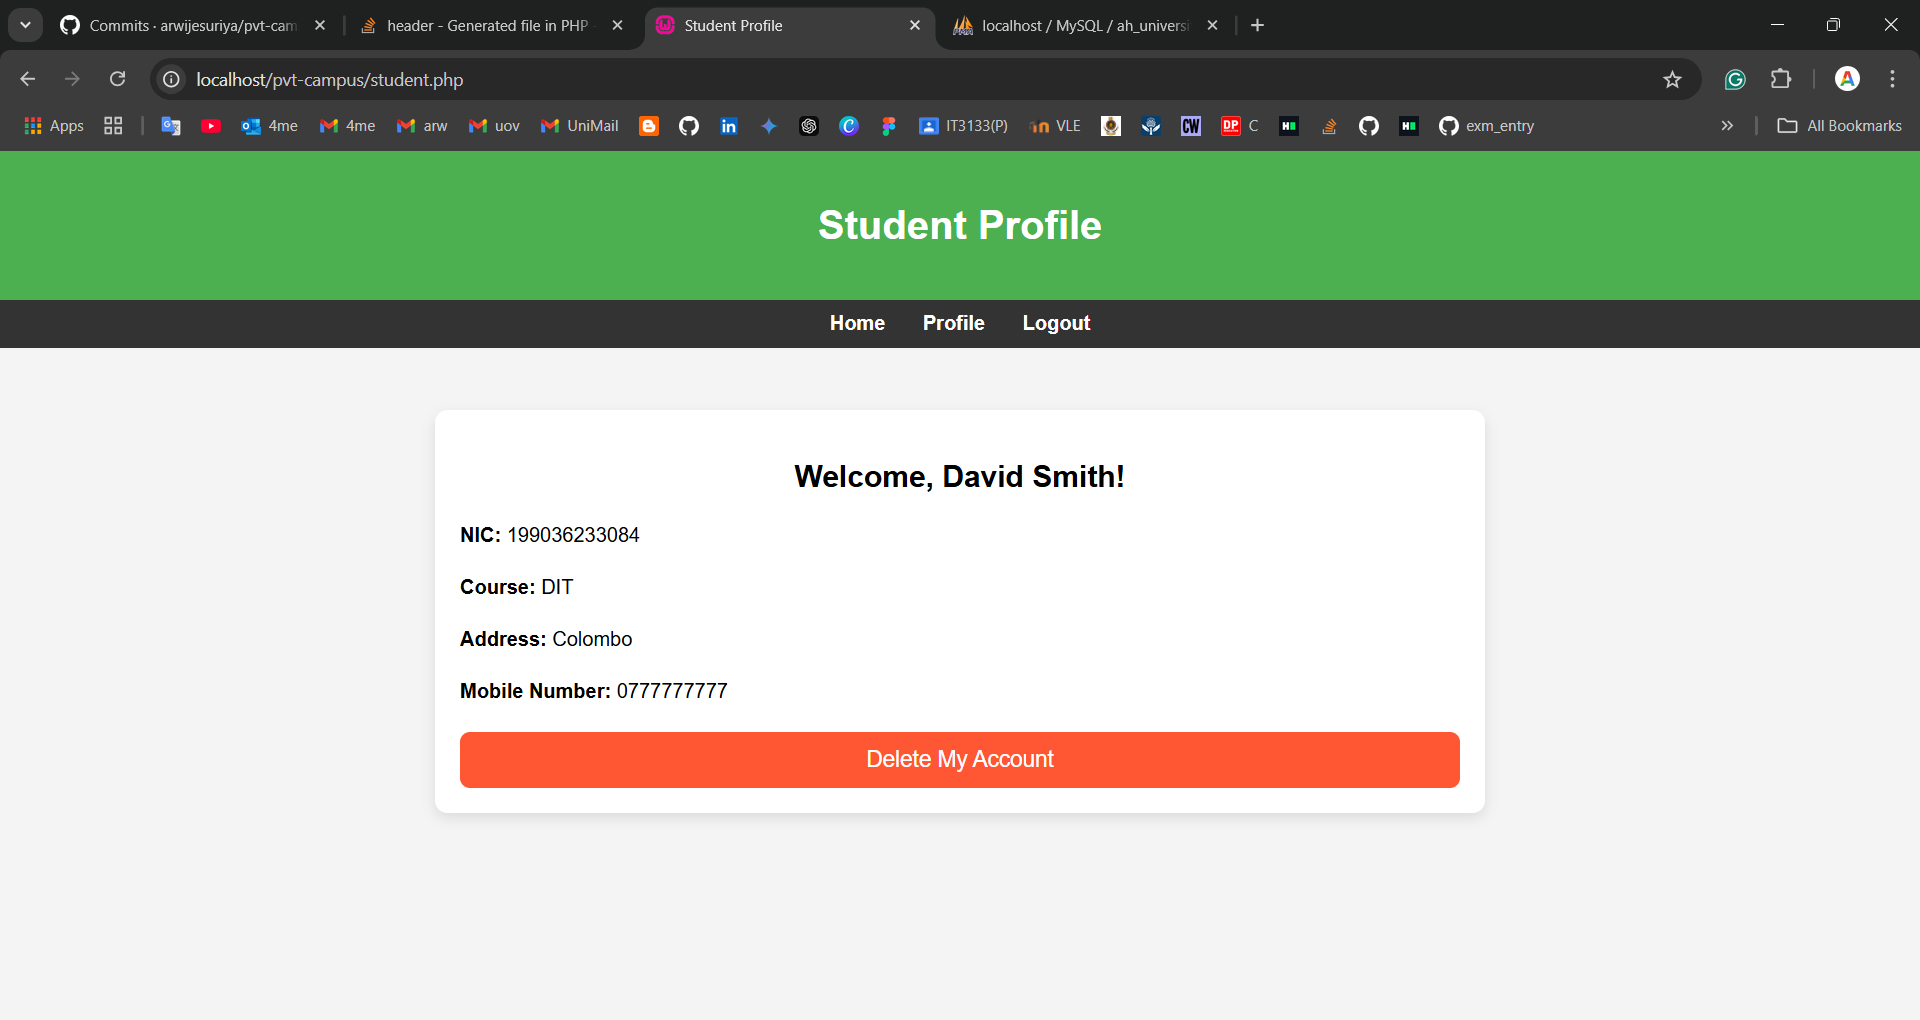 Commits · arwijesuriya/pvt-cam
header - Generated file in PHP
Student Profile
localhost / MySQL / ah_universi
localhost/pvt-campus/student.php
Apps
4me
4me
arw
uov
UniMail
IT3133(P)
VLE
CW
DP
C
exm_entry
All Bookmarks
Student Profile
Home Profile Logout
Welcome, David Smith!
NIC: 199036233084
Course: DIT
Address: Colombo
Mobile Number: 0777777777
Delete My Account